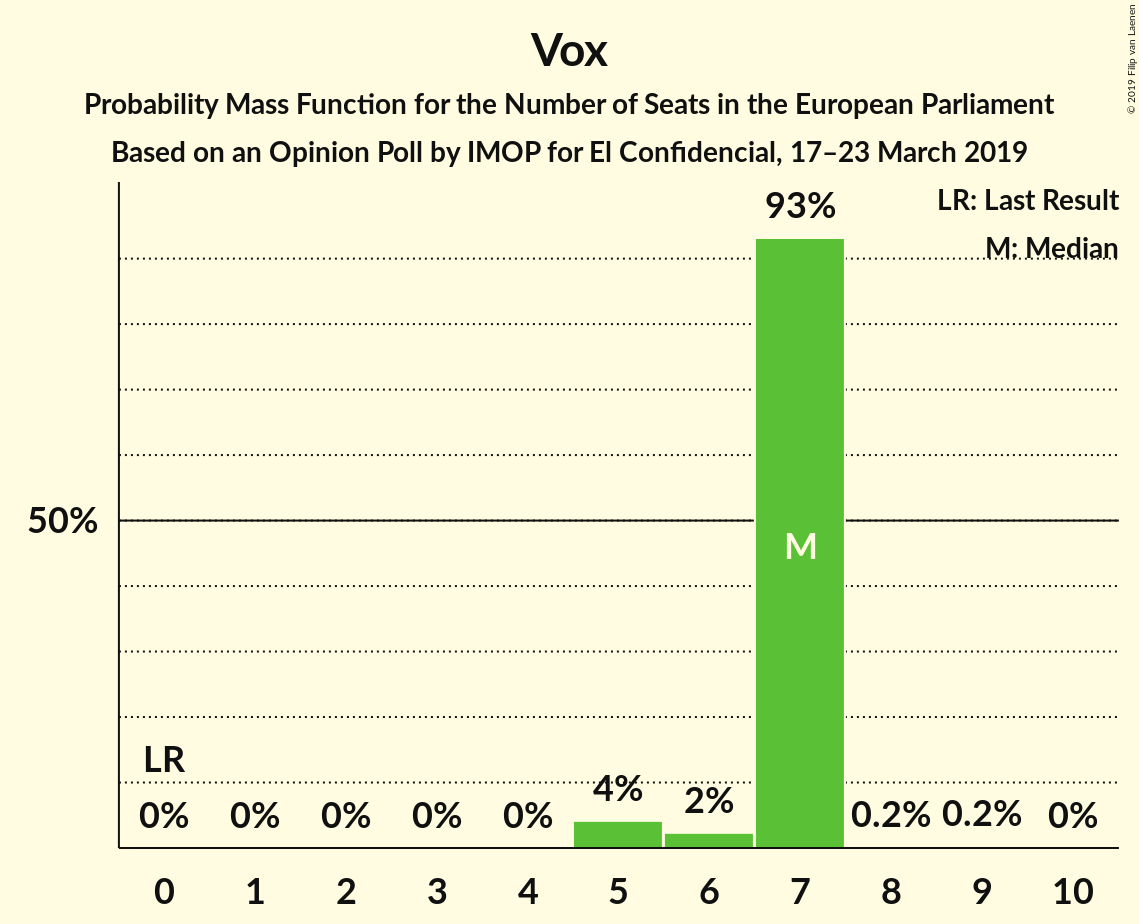 Vox
Probability Mass Function for the Number of Seats in the European Parliament
Based on an Opinion Poll by IMOP for El Confidencial, 17–23 March 2019
© 2019 Filip van Laenen
LR: Last Result
M: Median
93%
50%
M
LR
0%
0%
0%
0%
0%
4%
2%
0.2%
0.2%
0%
0 1 2 3 4 5 6 7 8 9 10